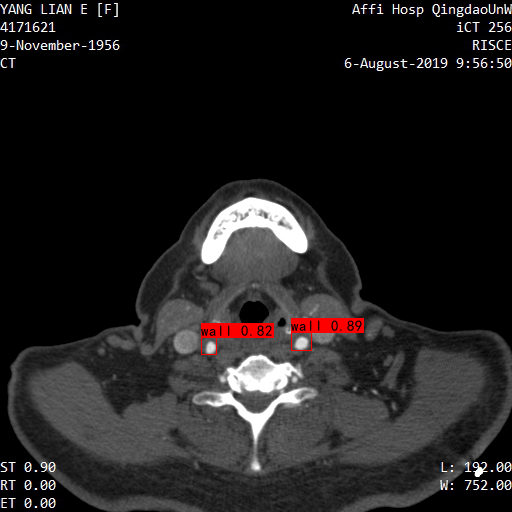 YANG LIAN E [F]
4171621
9-November-1956
CT
Affi Hosp QingdaoUnW
iCT 256
RISCE
6-August-2019 9:56:50
wall 0.82
wall 0.89
ST 0.90
RT 0.00
ET 0.00
L: 192.00
W: 752.00